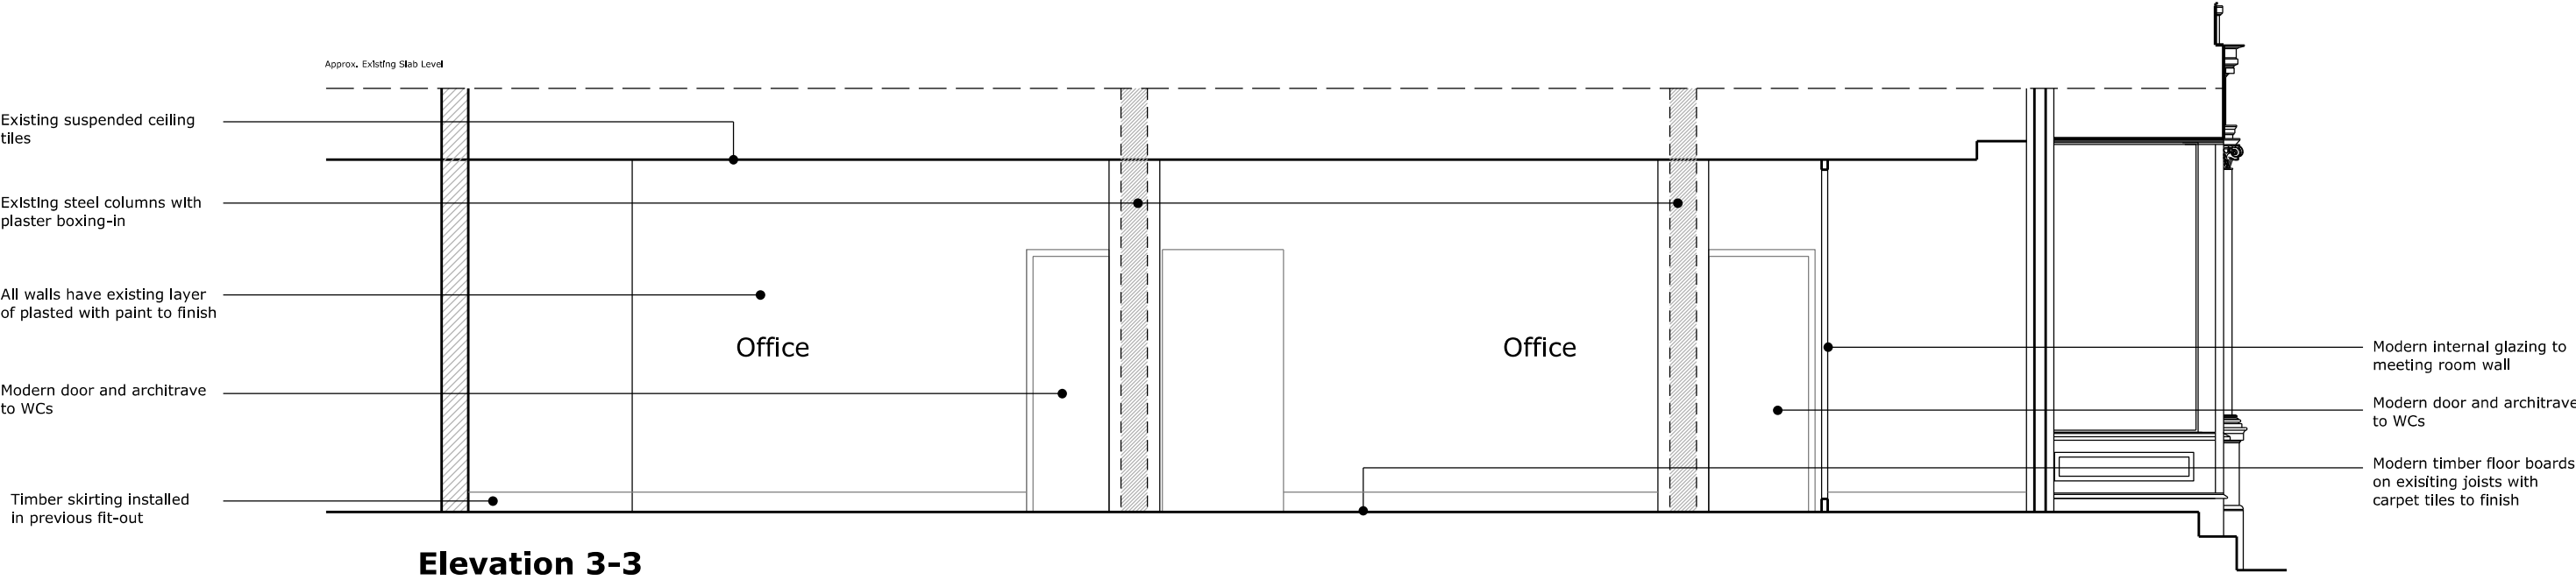 Approx. Existing Slab Level
Existing suspended ceiling
tiles
Existing steel columns with
plaster boxing-in
All walls have existing layer
of plasted with paint to finish
Office
Office
Modern door and architrave
to WCs
Timber skirting installed
in previous fit-out
Modern internal glazing to
meeting room wall
Modern door and architrave
to WCs
Modern timber floor boards
on exisiting joists with
carpet tiles to finish
Elevation 3-3